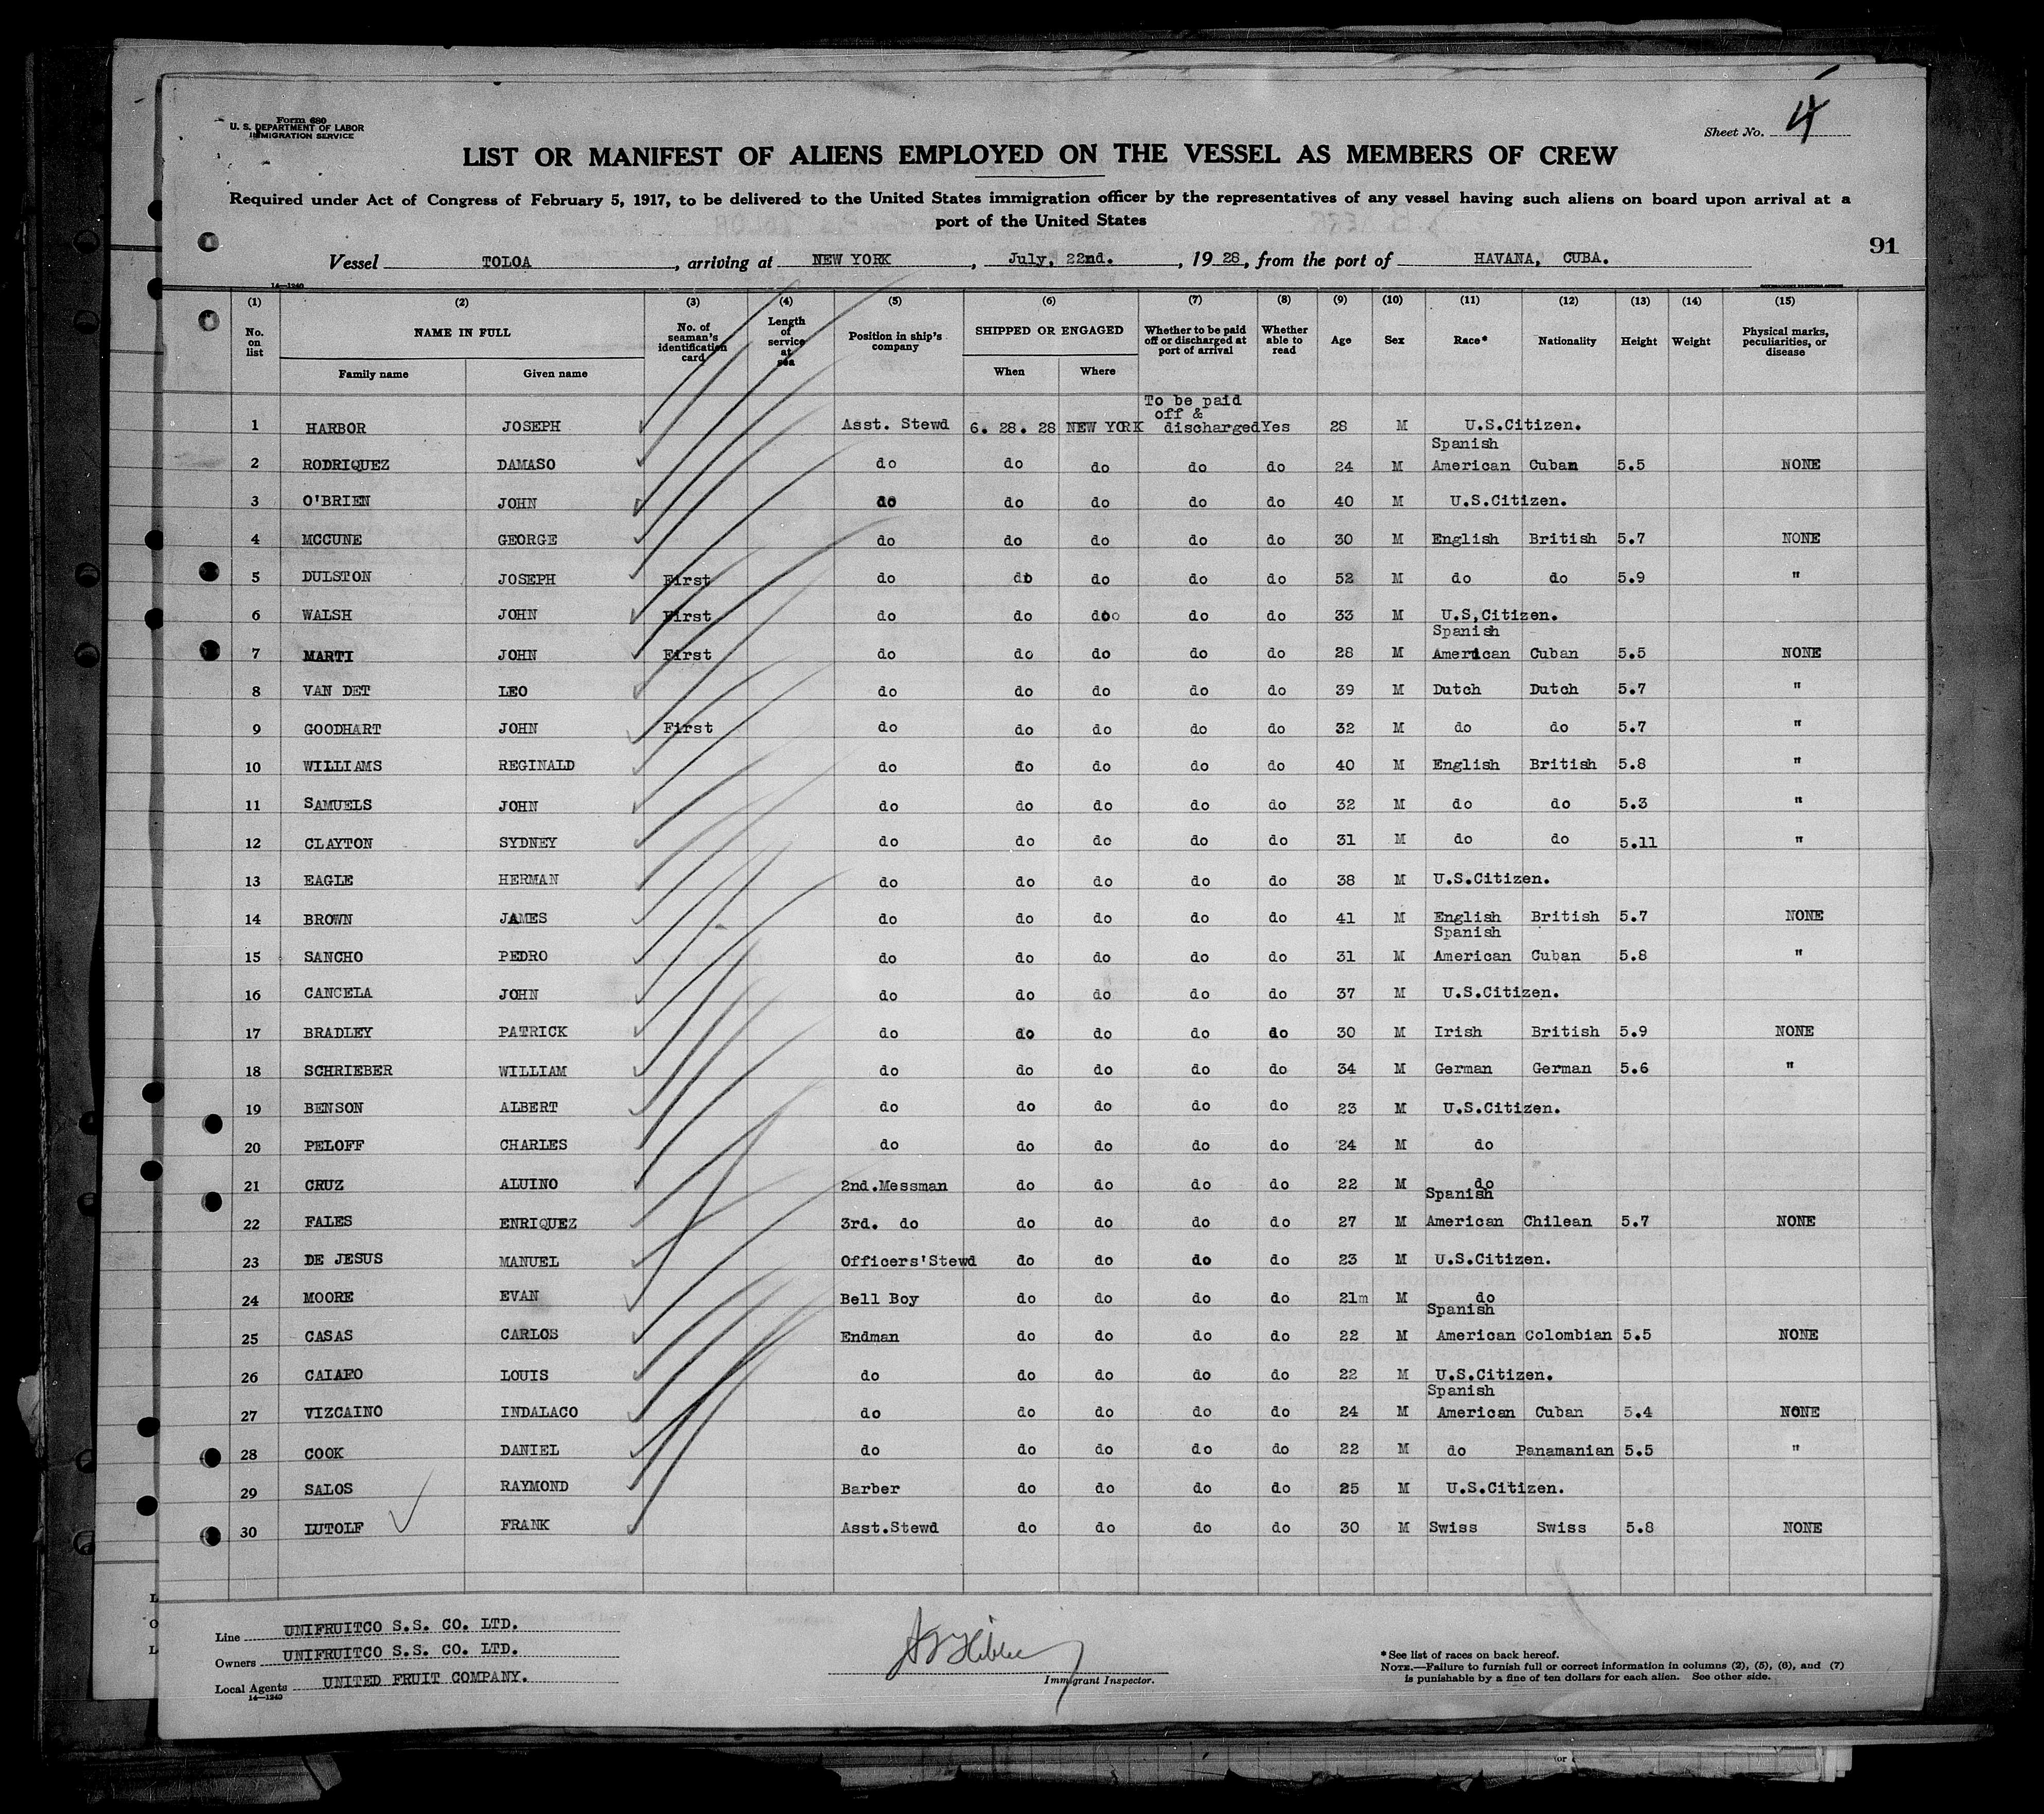 Form 680
U. S. DEPARTMENT OF LABOR
IMMIGRATION SERVICE
Sheet No. 4
LIST OR MANIFEST OF ALIENS EMPLOYED ON THE VESSEL AS MEMBERS OF CREW
Required under Act of Congress of February 5, 1917, to be delivered to the United States immigration officer by the representatives of any vessel having such aliens on board upon arrival at a
port of the United States
91
Vessel TOLOA, arriving at NEW YORK, July, 22nd., 1928, from the port of HAVANA, CUBA.
14—1240
(1) (2) (3) (4) (5) (6) (7) (8) (9) (10) (11) (12) (13) (14) (15)
No. on list NAME IN FULL No. of seaman's identification card Length of service at sea Position in ship's company SHIPPED OR ENGAGED Whether to be paid off or discharged at port of arrival Whether able to read Age Sex Race* Nationality Height Weight Physical marks, peculiarities, or disease
Family name Given name When Where
1 HARBOR JOSEPH Asst. Stewd 6. 28. 28 NEW YORK To be paid off & discharged Yes 28 M U.S.Citizen.
2 RODRIQUEZ DAMASO do do do do do 24 M Spanish American Cuban 5.5 NONE
3 O'BRIEN JOHN do do do do do 40 M U.S.Citizen.
4 MCCUNE GEORGE do do do do do 30 M English British 5.7 NONE
5 DULSTON JOSEPH First do do do do do 52 M do do 5.9 "
6 WALSH JOHN First do do doo do do 33 M U.S,Citizen.
7 MARTI JOHN First do do do do do 28 M Spanish American Cuban 5.5 NONE
8 VAN DET LEO do do do do do 39 M Dutch Dutch 5.7 "
9 GOODHART JOHN First do do do do do 32 M do do 5.7 "
10 WILLIAMS REGINALD do do do do do 40 M English British 5.8 "
11 SAMUELS JOHN do do do do do 32 M do do 5.3 "
12 CLAYTON SYDNEY do do do do do 31 M do do 5.11 "
13 EAGLE HERMAN do do do do do 38 M U.S.Citizen.
14 BROWN JAMES do do do do do 41 M English British 5.7 NONE
15 SANCHO PEDRO do do do do do 31 M Spanish American Cuban 5.8 "
16 CANCELA JOHN do do do do do 37 M U.S.Citizen.
17 BRADLEY PATRICK do do do do do 30 M Irish British 5.9 NONE
18 SCHRIEBER WILLIAM do do do do do 34 M German German 5.6 "
19 BENSON ALBERT do do do do do 23 M U.S.Citizen.
20 PELOFF CHARLES do do do do do 24 M do
21 CRUZ ALUINO 2nd.Messman do do do do 22 M do
22 FALES ENRIQUEZ 3rd. do do do do do 27 M Spanish American Chilean 5.7 NONE
23 DE JESUS MANUEL Officers'Stewd do do do do 23 M U.S.Citizen.
24 MOORE EVAN Bell Boy do do do do 21m M do
25 CASAS CARLOS Endman do do do do 22 M Spanish American Colombian 5.5 NONE
26 CAIAFO LOUIS do do do do do 22 M U.S.Citizen.
27 VIZCAINO INDALACO do do do do do 24 M Spanish American Cuban 5.4 NONE
28 COOK DANIEL do do do do do 22 M do Panamanian 5.5 "
29 SALOS RAYMOND Barber do do do do 25 M U.S.Citizen.
30 LUTOLF FRANK Asst.Stewd do do do do 30 M Swiss Swiss 5.8 NONE
Line UNIFRUITCO S.S. CO. LTD.
Owners UNIFRUITCO S.S. CO. LTD.
Local Agents UNITED FRUIT COMPANY.
14—1240
Immigrant Inspector.
*See list of races on back hereof.
NOTE.—Failure to furnish full or correct information in columns (2), (5), (6), and (7)
is punishable by a fine of ten dollars for each alien. See other side.